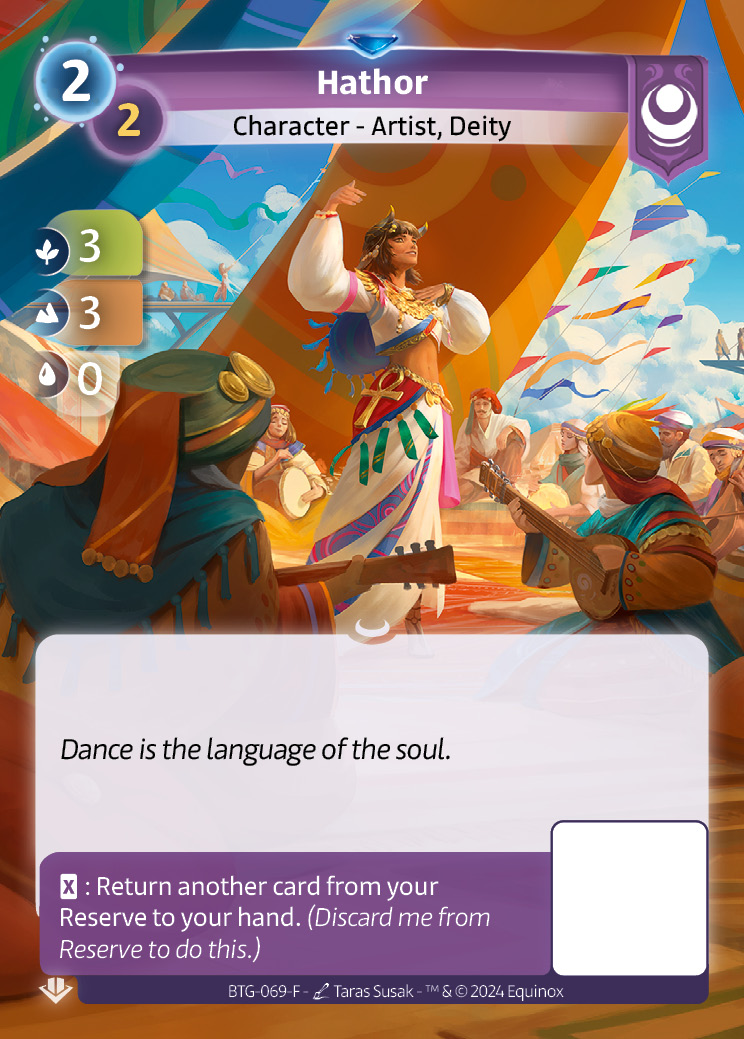 2
Hathor
2
Character - Artist, Deity
3
3
0
Dance is the language of the soul.
X : Return another card from your
Reserve to your hand. (Discard me from
Reserve to do this.)
BTG-069-F - Taras Susak - ™ & © 2024 Equinox